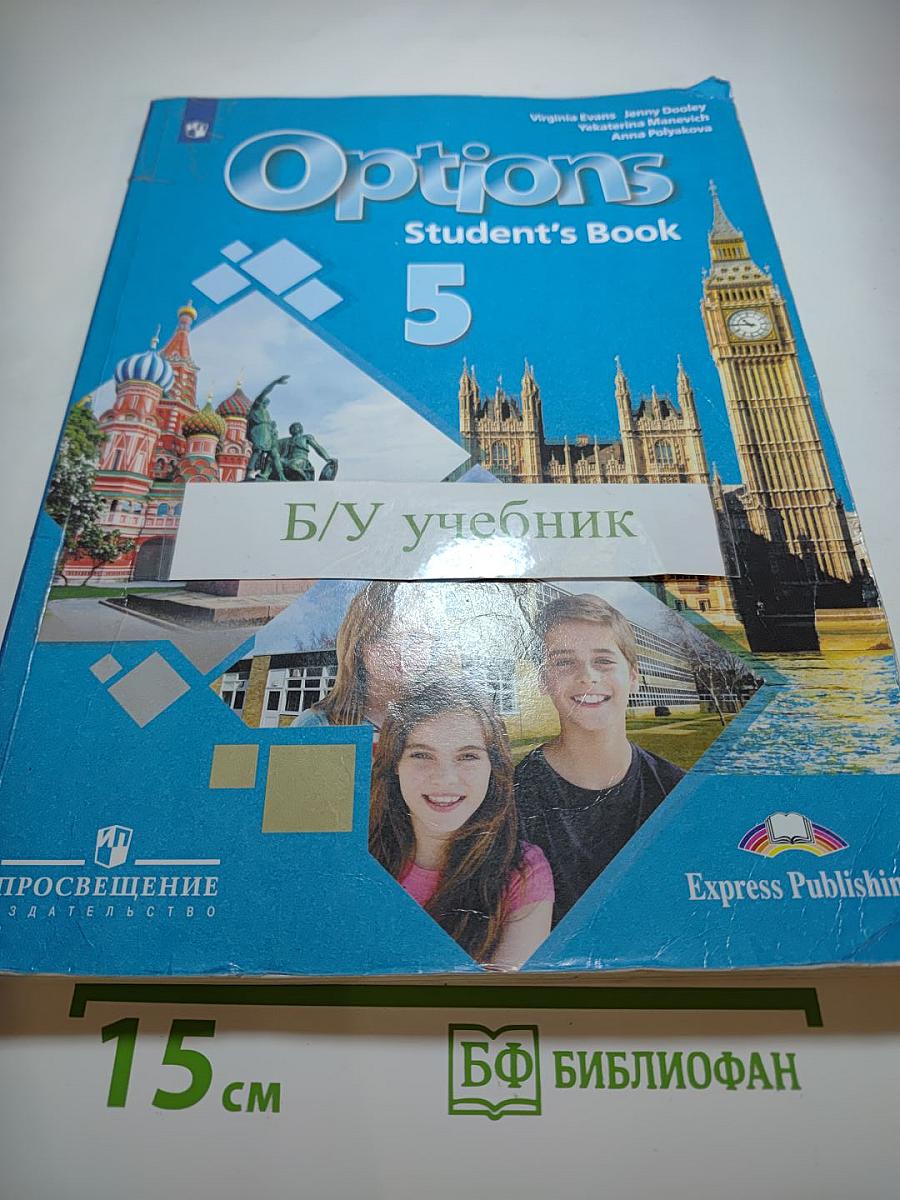 Virginia Evans Jenny Dooley
Yekaterina Manevich
Anna Polyakova
Options
Student's Book
5
Б/У учебник
ПРОСВЕЩЕНИЕ
ЗДАТЕЛЬСТВО
Express Publishin
15 см
БФ БИБЛИОФАН